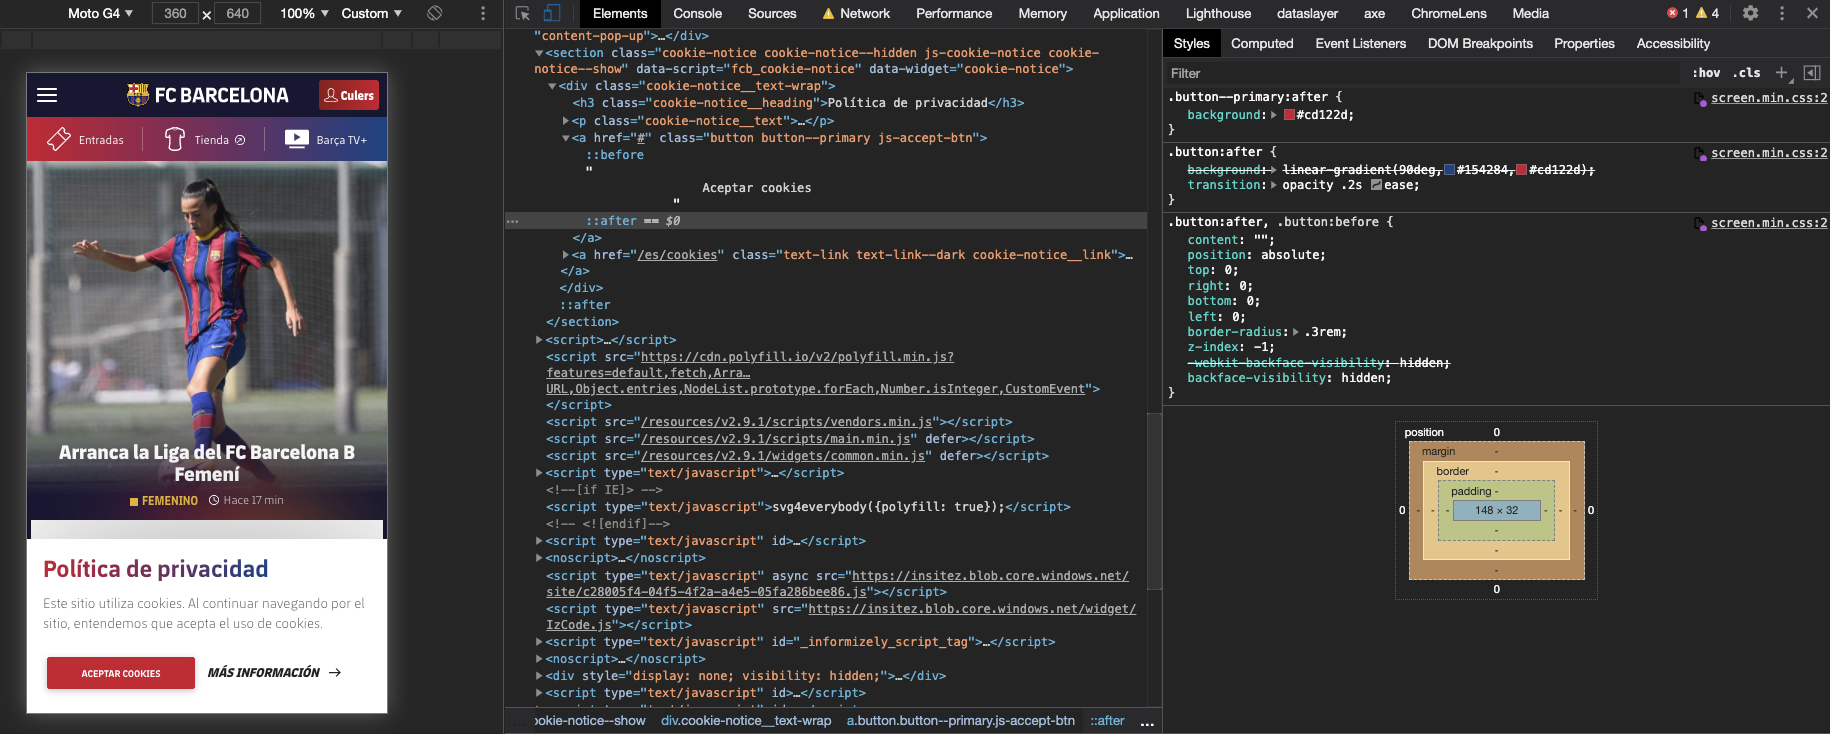 Moto G4 ▼ 360 × 640 100% ▼ Custom ▼
FC BARCELONA
Culers
Entradas
Tienda
Barça TV+
Arranca la Liga del FC Barcelona B
Femení
FEMENINO Hace 17 min
Política de privacidad
Este sitio utiliza cookies. Al continuar navegando por el
sitio, entendemos que acepta el uso de cookies.
ACEPTAR COOKIES
MÁS INFORMACIÓN →
Elements Console Sources Network Performance Memory Application Lighthouse dataslayer axe ChromeLens Media 1 4
"content-pop-up">…</div>
▼<section class="cookie-notice cookie-notice--hidden js-cookie-notice cookie-
notice--show" data-script="fcb_cookie-notice" data-widget="cookie-notice">
▼<div class="cookie-notice__text-wrap">
<h3 class="cookie-notice__heading">Política de privacidad</h3>
▶<p class="cookie-notice__text">…</p>
▼<a href="#" class="button button--primary js-accept-btn">
::before
"
Aceptar cookies
"
… ::after == $0
</a>
▶<a href="/es/cookies" class="text-link text-link--dark cookie-notice__link">…
</a>
</div>
::after
</section>
▶<script>…</script>
<script src="https://cdn.polyfill.io/v2/polyfill.min.js?
features=default,fetch,Arra…
URL,Object.entries,NodeList.prototype.forEach,Number.isInteger,CustomEvent">
</script>
<script src="/resources/v2.9.1/scripts/vendors.min.js"></script>
<script src="/resources/v2.9.1/scripts/main.min.js" defer></script>
<script src="/resources/v2.9.1/widgets/common.min.js" defer></script>
▶<script type="text/javascript">…</script>
<!--[if IE]> -->
<script type="text/javascript">svg4everybody({polyfill: true});</script>
<!-- <![endif]-->
▶<script type="text/javascript" id>…</script>
▶<noscript>…</noscript>
<script type="text/javascript" async src="https://insitez.blob.core.windows.net/
site/c28005f4-04f5-4f2a-a4e5-05fa286bee86.js"></script>
<script type="text/javascript" src="https://insitez.blob.core.windows.net/widget/
IzCode.js"></script>
▶<script type="text/javascript" id="_informizely_script_tag">…</script>
▶<noscript>…</noscript>
▶<div style="display: none; visibility: hidden;">…</div>
▶<script type="text/javascript" id>…</script>
… ookie-notice--show div.cookie-notice__text-wrap a.button.button--primary.js-accept-btn ::after …
Styles Computed Event Listeners DOM Breakpoints Properties Accessibility
Filter :hov .cls +
.button--primary:after { screen.min.css:2
background: ▶ #cd122d;
}
.button:after { screen.min.css:2
background: ▶ linear-gradient(90deg,#154284,#cd122d);
transition: ▶ opacity .2s ease;
}
.button:after, .button:before { screen.min.css:2
content: "";
position: absolute;
top: 0;
right: 0;
bottom: 0;
left: 0;
border-radius: ▶ .3rem;
z-index: -1;
-webkit-backface-visibility: hidden;
backface-visibility: hidden;
}
position 0
margin -
border -
padding -
0 - - - 148 × 32 - - - 0
-
-
-
0